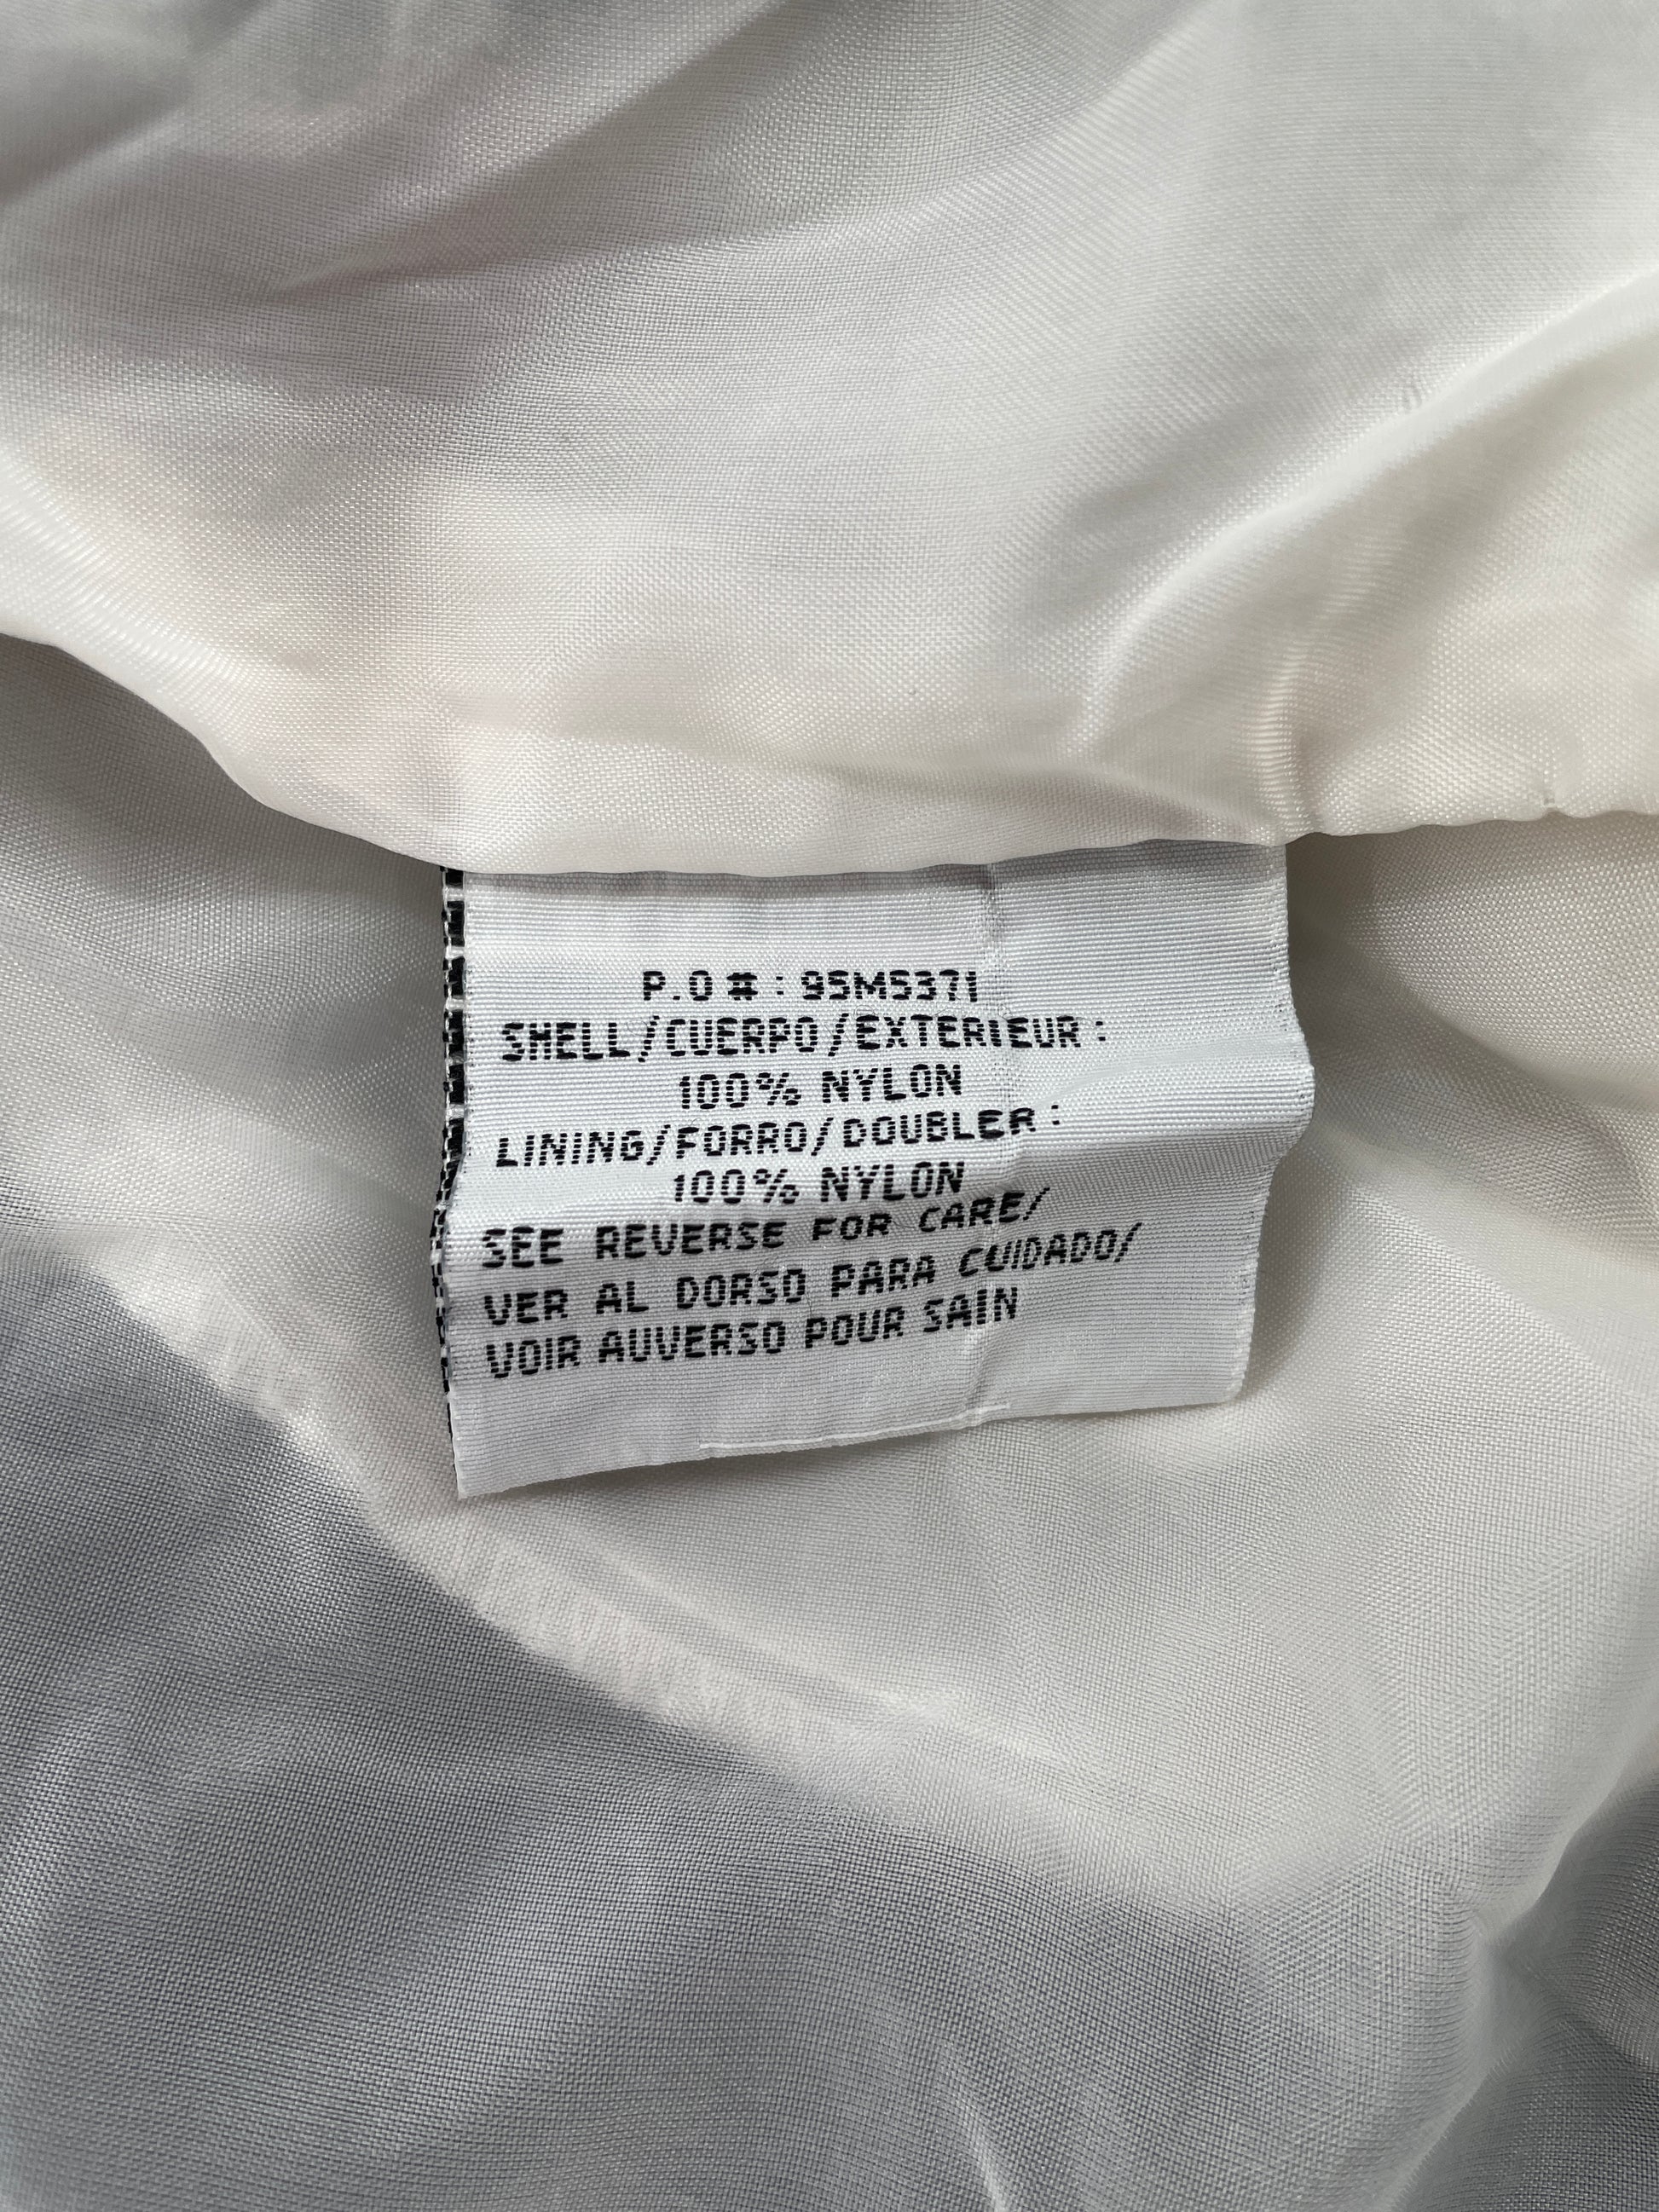 P.O#: 95M5371
SHELL/CUERPO/EXTERIEUR:
100% NYLON
LINING/FORRO/DOUBLER:
100% NYLON
SEE REVERSE FOR CARE/
VER AL DORSO PARA CUIDADO/
VOIR AUVERSO POUR SAIN